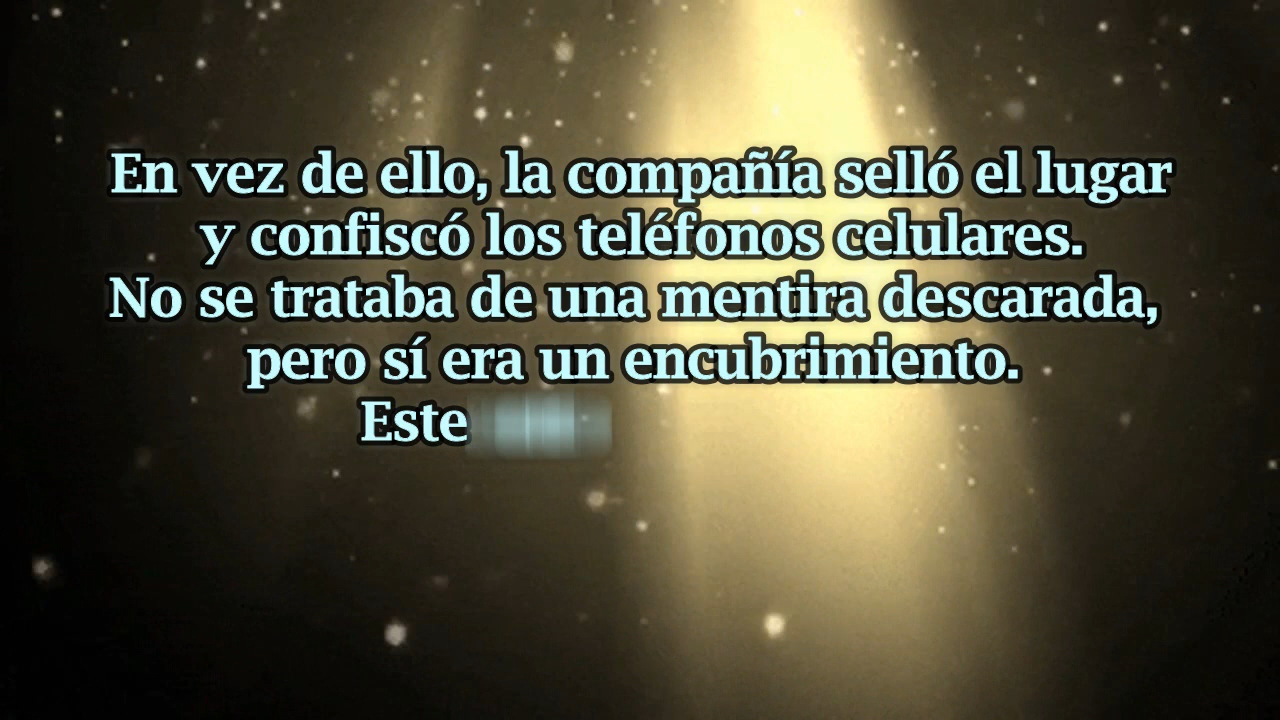 En vez de ello, la compañía selló el lugar
y confiscó los teléfonos celulares.
No se trataba de una mentira descarada,
pero sí era un encubrimiento.
Este